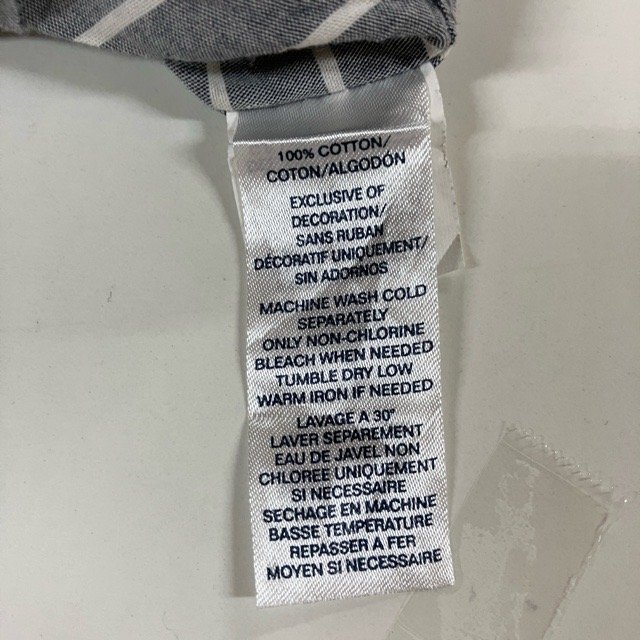 100% COTTON/
COTON/ALGODÓN
EXCLUSIVE OF
DECORATION/
SANS RUBAN
DÉCORATIF UNIQUEMENT/
SIN ADORNOS
MACHINE WASH COLD
SEPARATELY
ONLY NON-CHLORINE
BLEACH WHEN NEEDED
TUMBLE DRY LOW
WARM IRON IF NEEDED
LAVAGE A 30°
LAVER SEPAREMENT
EAU DE JAVEL NON
CHLOREE UNIQUEMENT
SI NECESSAIRE
SECHAGE EN MACHINE
BASSE TEMPERATURE
REPASSER A FER
MOYEN SI NECESSAIRE